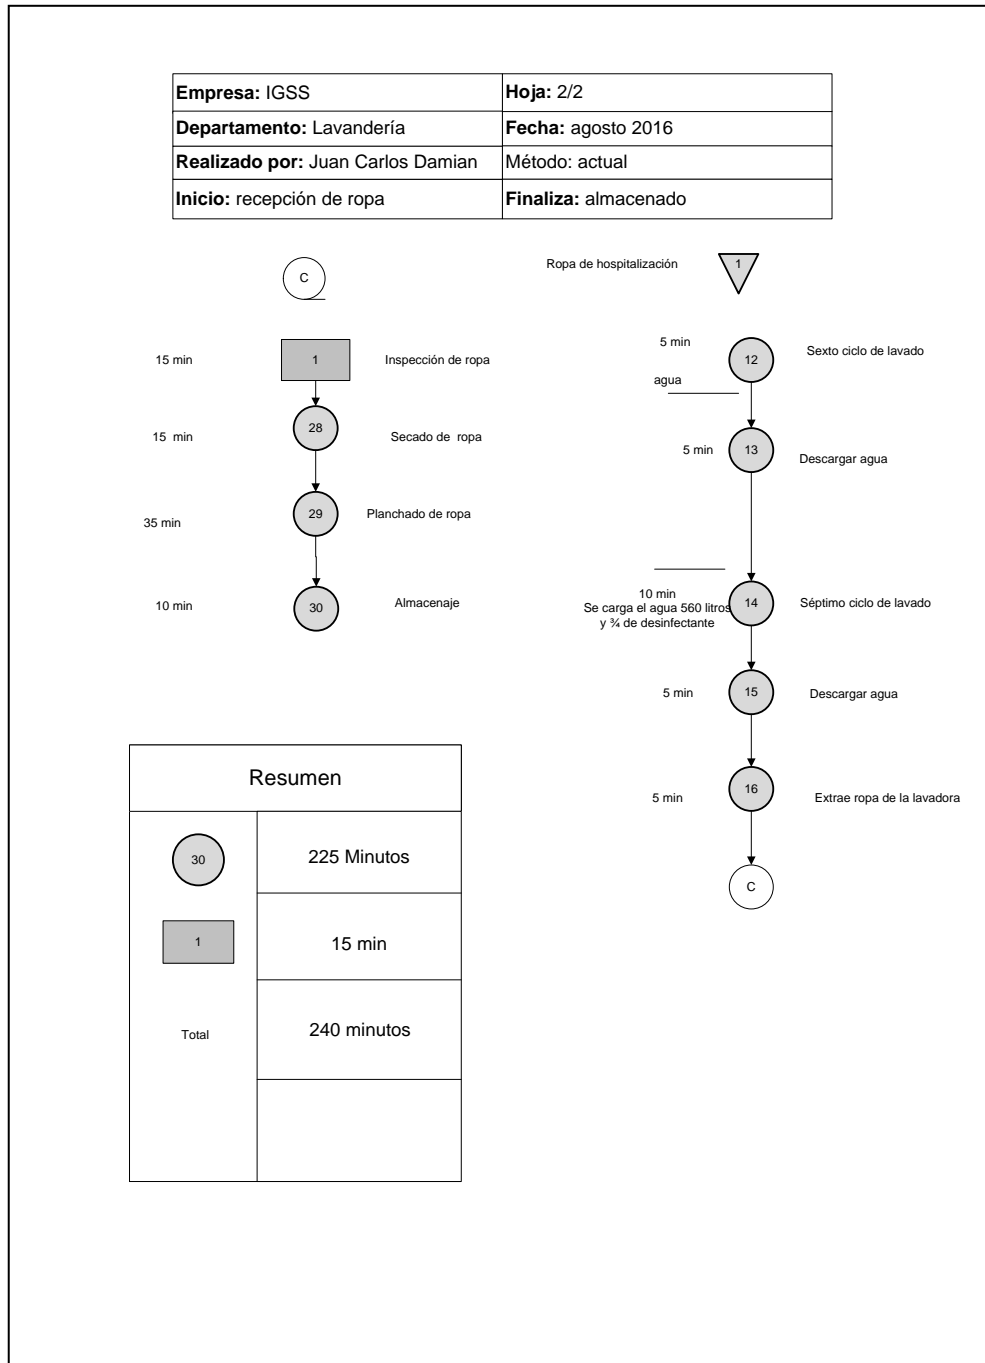 Empresa: IGSS
Hoja: 2/2
Departamento: Lavandería
Fecha: agosto 2016
Realizado por: Juan Carlos Damian
Método: actual
Inicio: recepción de ropa
Finaliza: almacenado
C
15 min
1
Inspección de ropa
15 min
28
Secado de ropa
35 min
29
Planchado de ropa
10 min
30
Almacenaje
Ropa de hospitalización
1
5 min
12
Sexto ciclo de lavado
agua
5 min
13
Descargar agua
10 min
Se carga el agua 560 litros
y ¾ de desinfectante
14
Séptimo ciclo de lavado
5 min
15
Descargar agua
5 min
16
Extrae ropa de la lavadora
C
Resumen
30
225 Minutos
1
15 min
Total
240 minutos